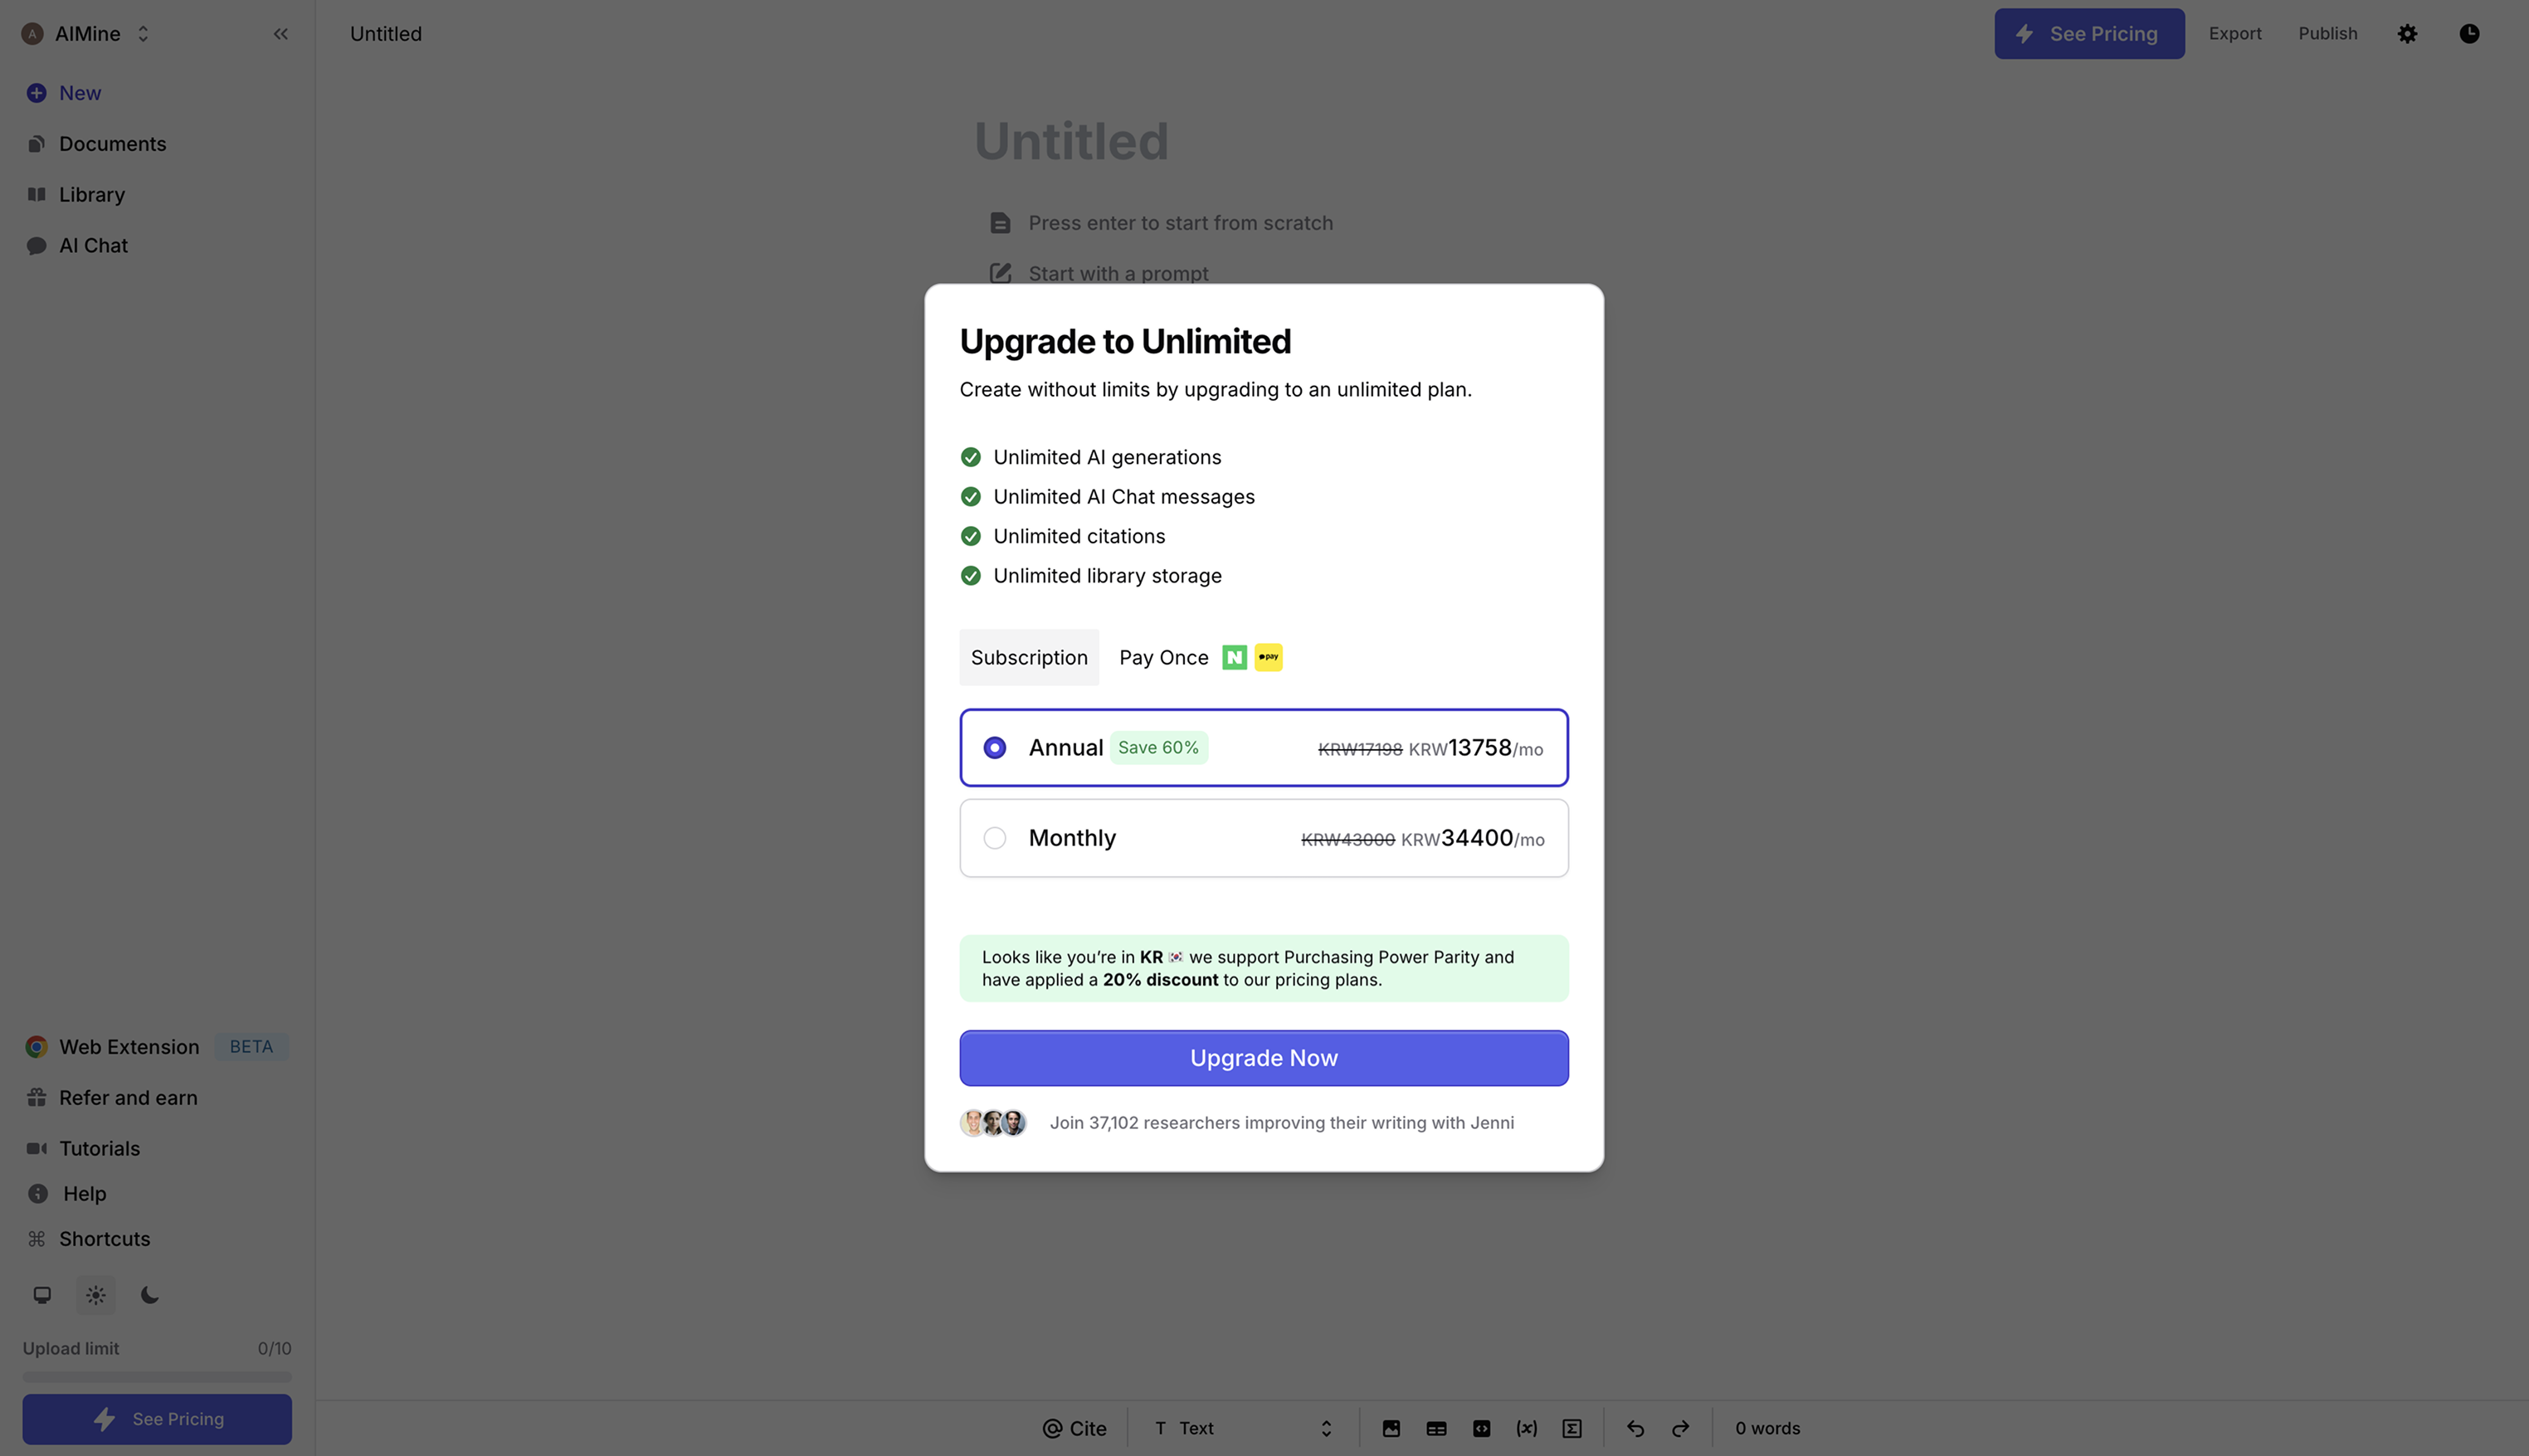 A AIMine
New
Documents
Library
AI Chat
Web Extension BETA
Refer and earn
Tutorials
Help
Shortcuts
Upload limit 0/10
See Pricing
Untitled
See Pricing Export Publish
Untitled
Press enter to start from scratch
Start with a prompt
Upgrade to Unlimited
Create without limits by upgrading to an unlimited plan.
Unlimited AI generations
Unlimited AI Chat messages
Unlimited citations
Unlimited library storage
Subscription Pay Once N pay
Annual Save 60% KRW17198 KRW13758/mo
Monthly KRW43000 KRW34400/mo
Looks like you’re in KR 🇰🇷 we support Purchasing Power Parity and
have applied a 20% discount to our pricing plans.
Upgrade Now
Join 37,102 researchers improving their writing with Jenni
@ Cite T Text (x) Σ 0 words